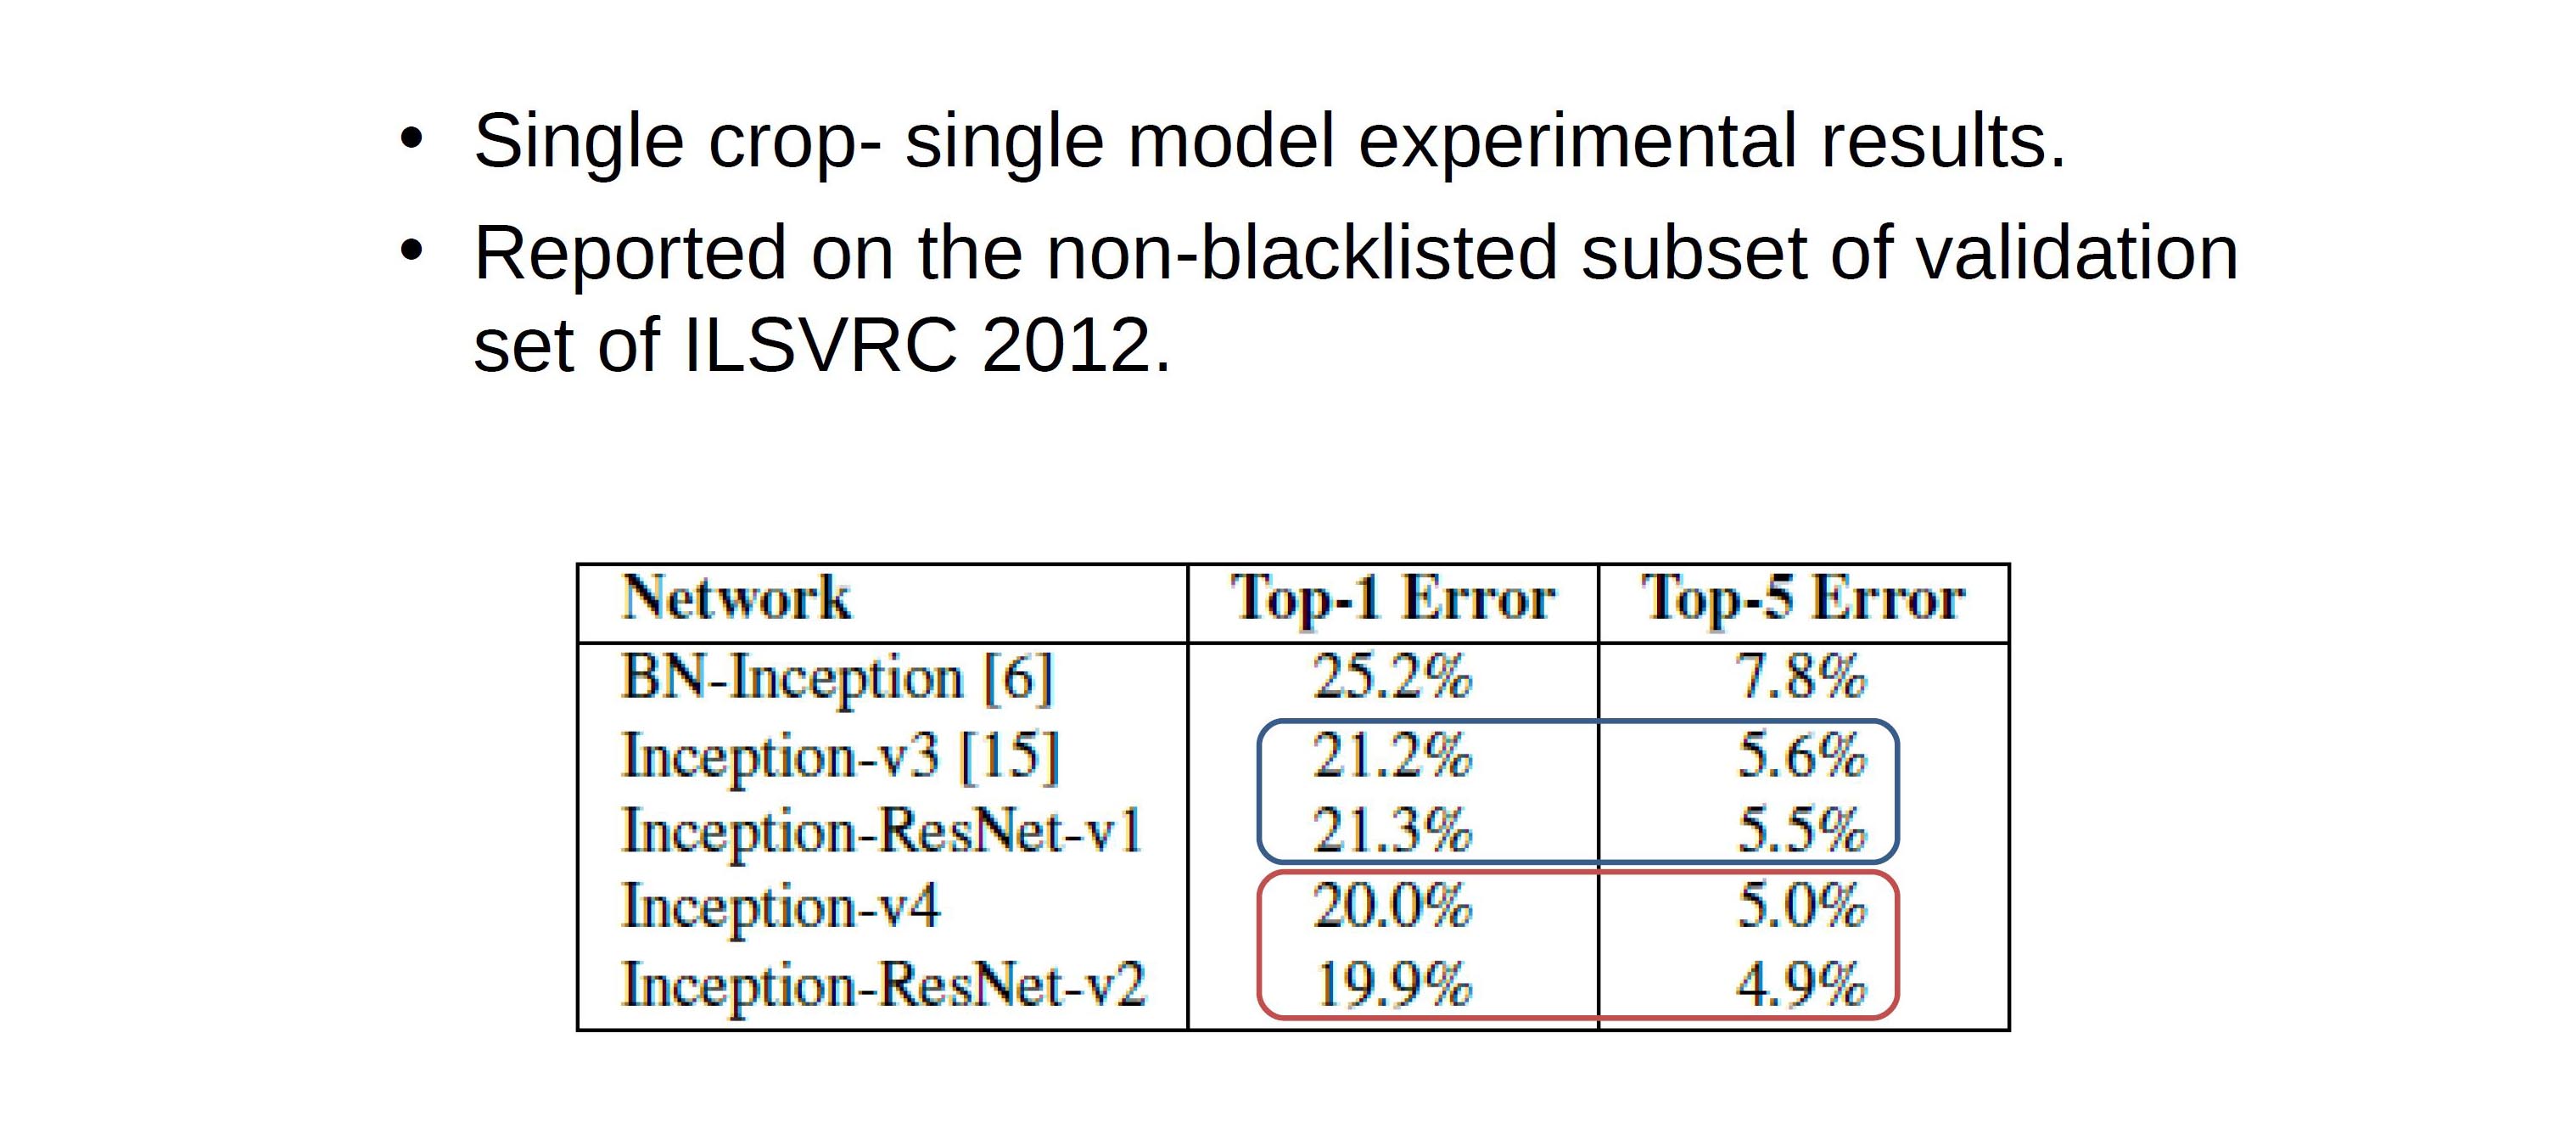 • Single crop- single model experimental results.
• Reported on the non-blacklisted subset of validation
set of ILSVRC 2012.
Network Top-1 Error Top-5 Error
BN-Inception [6] 25.2% 7.8%
Inception-v3 [15] 21.2% 5.6%
Inception-ResNet-v1 21.3% 5.5%
Inception-v4 20.0% 5.0%
Inception-ResNet-v2 19.9% 4.9%